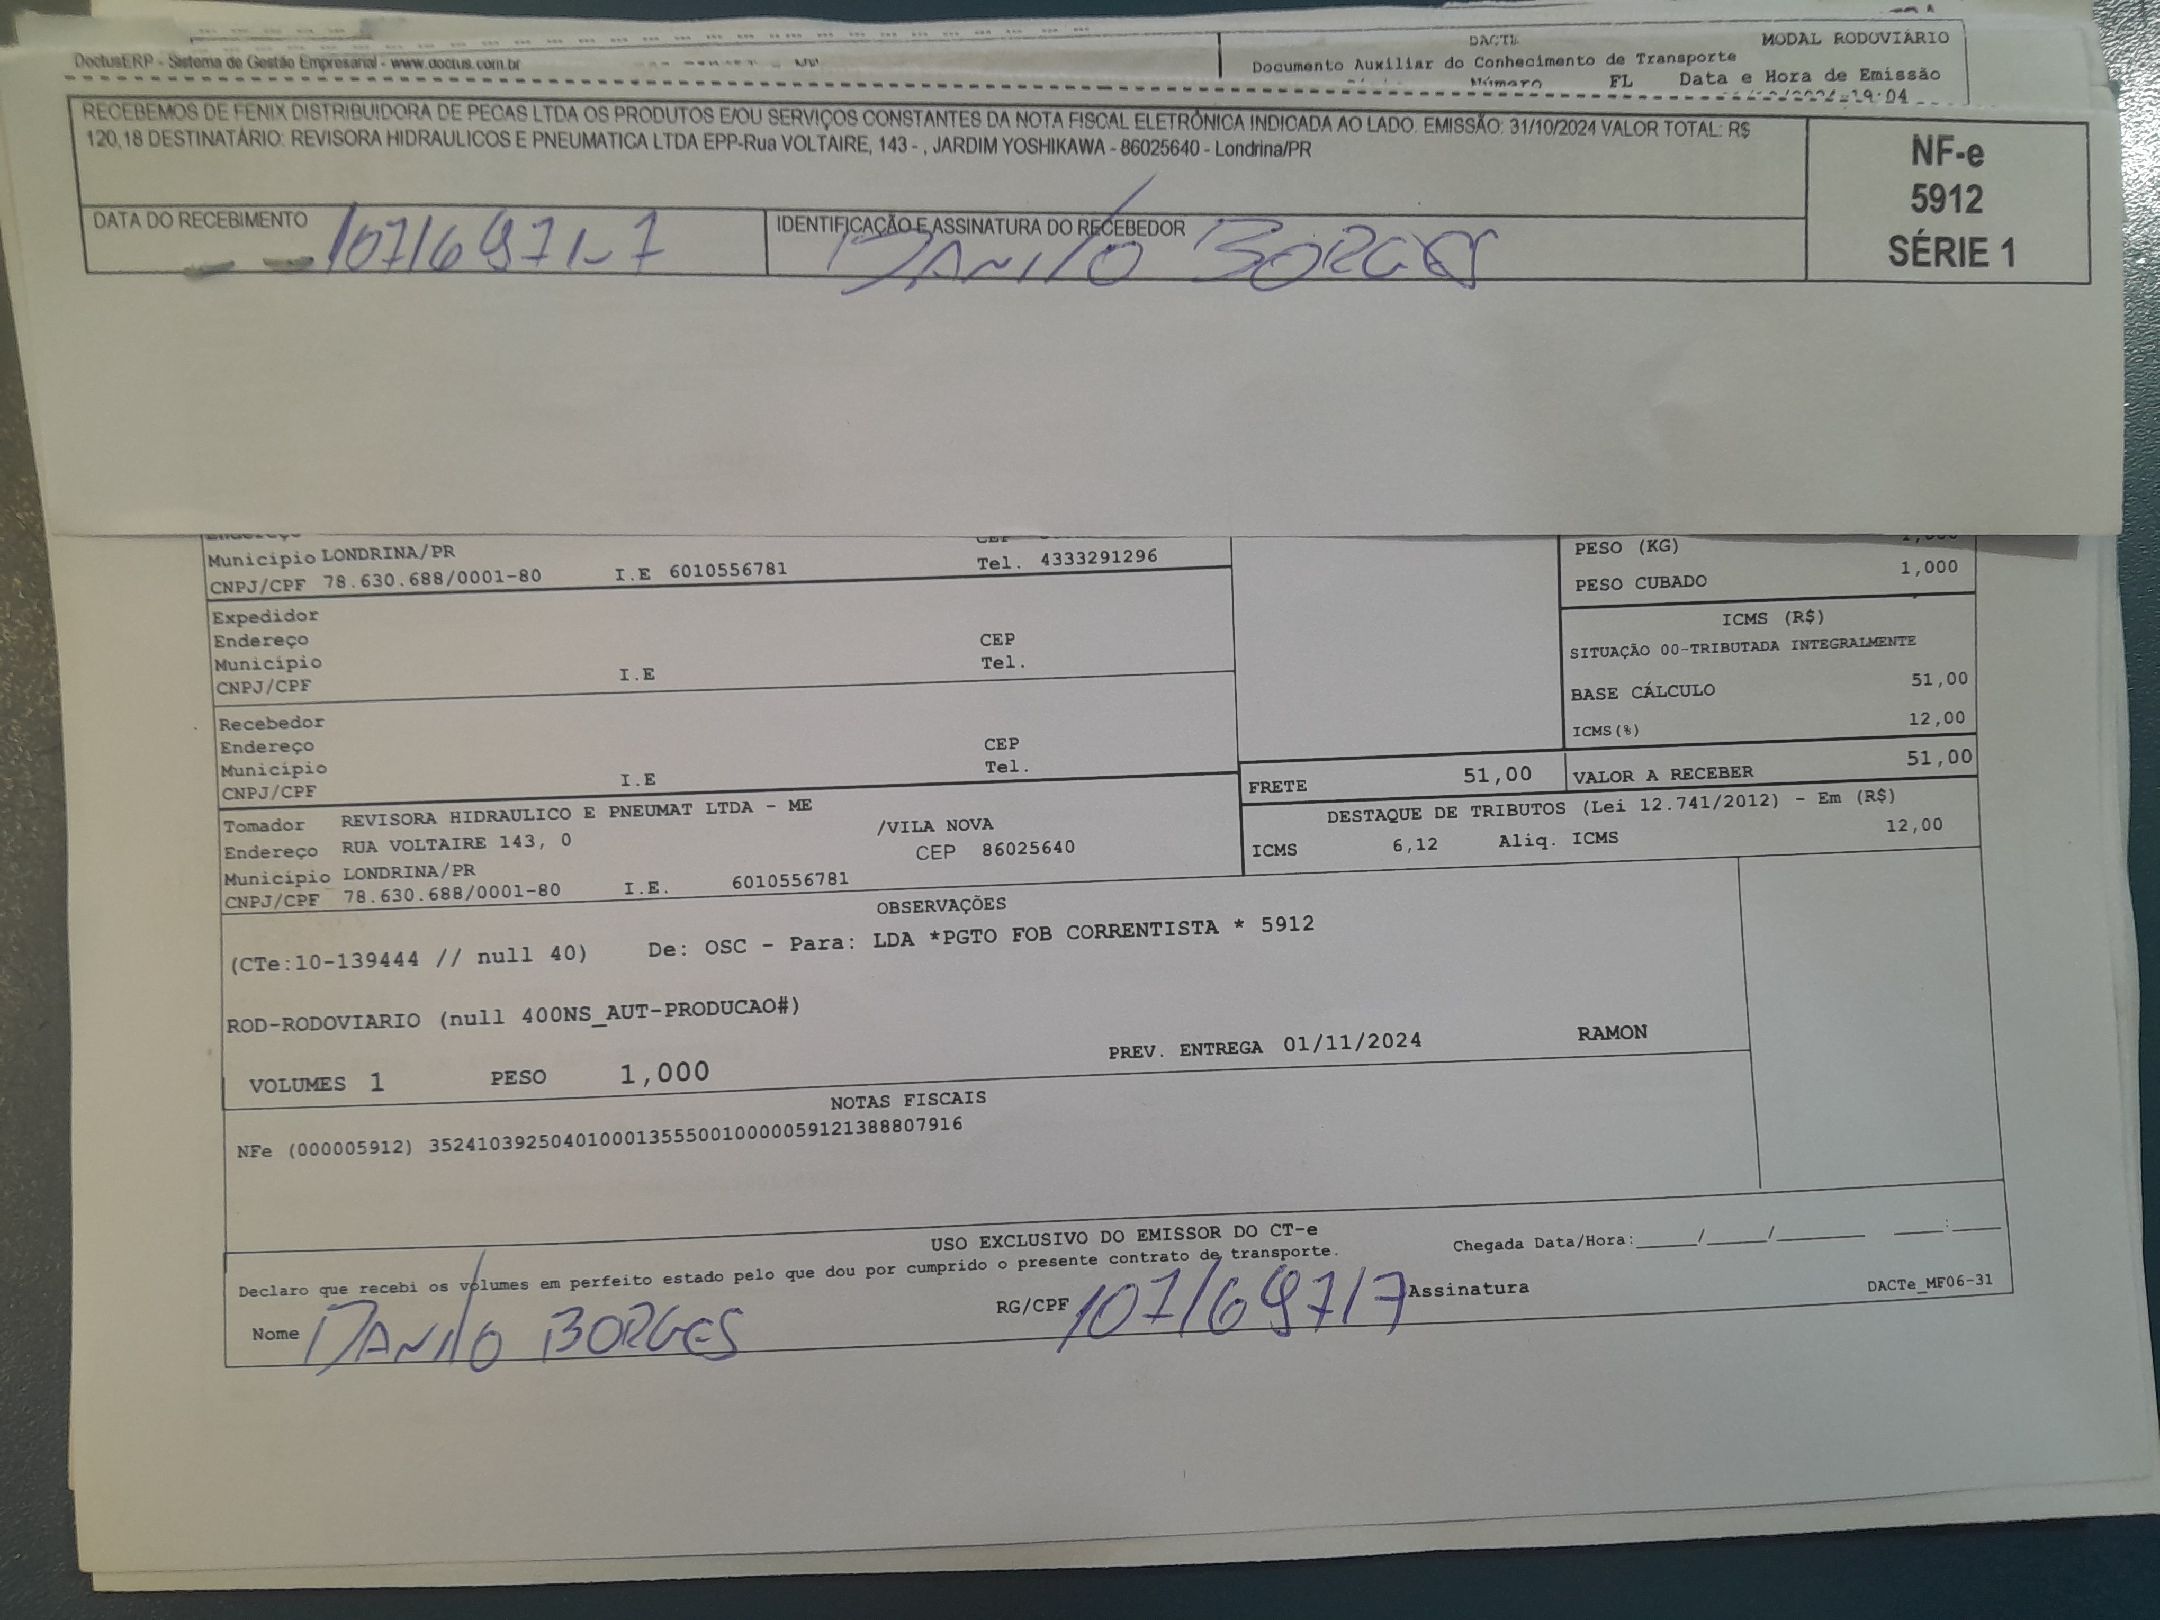 DACTE
MODAL RODOVIÁRIO
DoctusERP - Sistema de Gestão Empresarial - www.doctus.com.br
Documento Auxiliar do Conhecimento de Transporte
Número FL Data e Hora de Emissão
19:04
RECEBEMOS DE FENIX DISTRIBUIDORA DE PECAS LTDA OS PRODUTOS E/OU SERVIÇOS CONSTANTES DA NOTA FISCAL ELETRÔNICA INDICADA AO LADO. EMISSÃO: 31/10/2024 VALOR TOTAL: R$
120,18 DESTINATÁRIO: REVISORA HIDRAULICOS E PNEUMATICA LTDA EPP-Rua VOLTAIRE, 143 - , JARDIM YOSHIKAWA - 86025640 - Londrina/PR
NF-e
5912
SÉRIE 1
DATA DO RECEBIMENTO
IDENTIFICAÇÃO E ASSINATURA DO RECEBEDOR
DANILO BORGES
Município LONDRINA/PR CEP
CNPJ/CPF 78.630.688/0001-80 I.E 6010556781 Tel. 4333291296
Expedidor
Endereço CEP
Município Tel.
CNPJ/CPF I.E
Recebedor
Endereço CEP
Município Tel.
CNPJ/CPF I.E
PESO (KG)
PESO CUBADO 1,000
ICMS (R$)
SITUAÇÃO 00-TRIBUTADA INTEGRALMENTE
BASE CÁLCULO 51,00
ICMS(%) 12,00
FRETE 51,00 VALOR A RECEBER 51,00
Tomador REVISORA HIDRAULICO E PNEUMAT LTDA - ME
Endereço RUA VOLTAIRE 143, 0 /VILA NOVA
Município LONDRINA/PR CEP 86025640
CNPJ/CPF 78.630.688/0001-80 I.E. 6010556781
DESTAQUE DE TRIBUTOS (Lei 12.741/2012) - Em (R$)
ICMS 6,12 Aliq. ICMS 12,00
OBSERVAÇÕES
(CTe:10-139444 // null 40) De: OSC - Para: LDA *PGTO FOB CORRENTISTA * 5912
ROD-RODOVIARIO (null 400NS_AUT-PRODUCAO#)
VOLUMES 1 PESO 1,000 PREV. ENTREGA 01/11/2024 RAMON
NOTAS FISCAIS
NFe (000005912) 35241039250401000135550010000059121388807916
USO EXCLUSIVO DO EMISSOR DO CT-e
Declaro que recebi os volumes em perfeito estado pelo que dou por cumprido o presente contrato de transporte.
Chegada Data/Hora:_____/_____/_______ ____:____
Nome DANILO BORGES RG/CPF Assinatura
DACTe_MF06-31